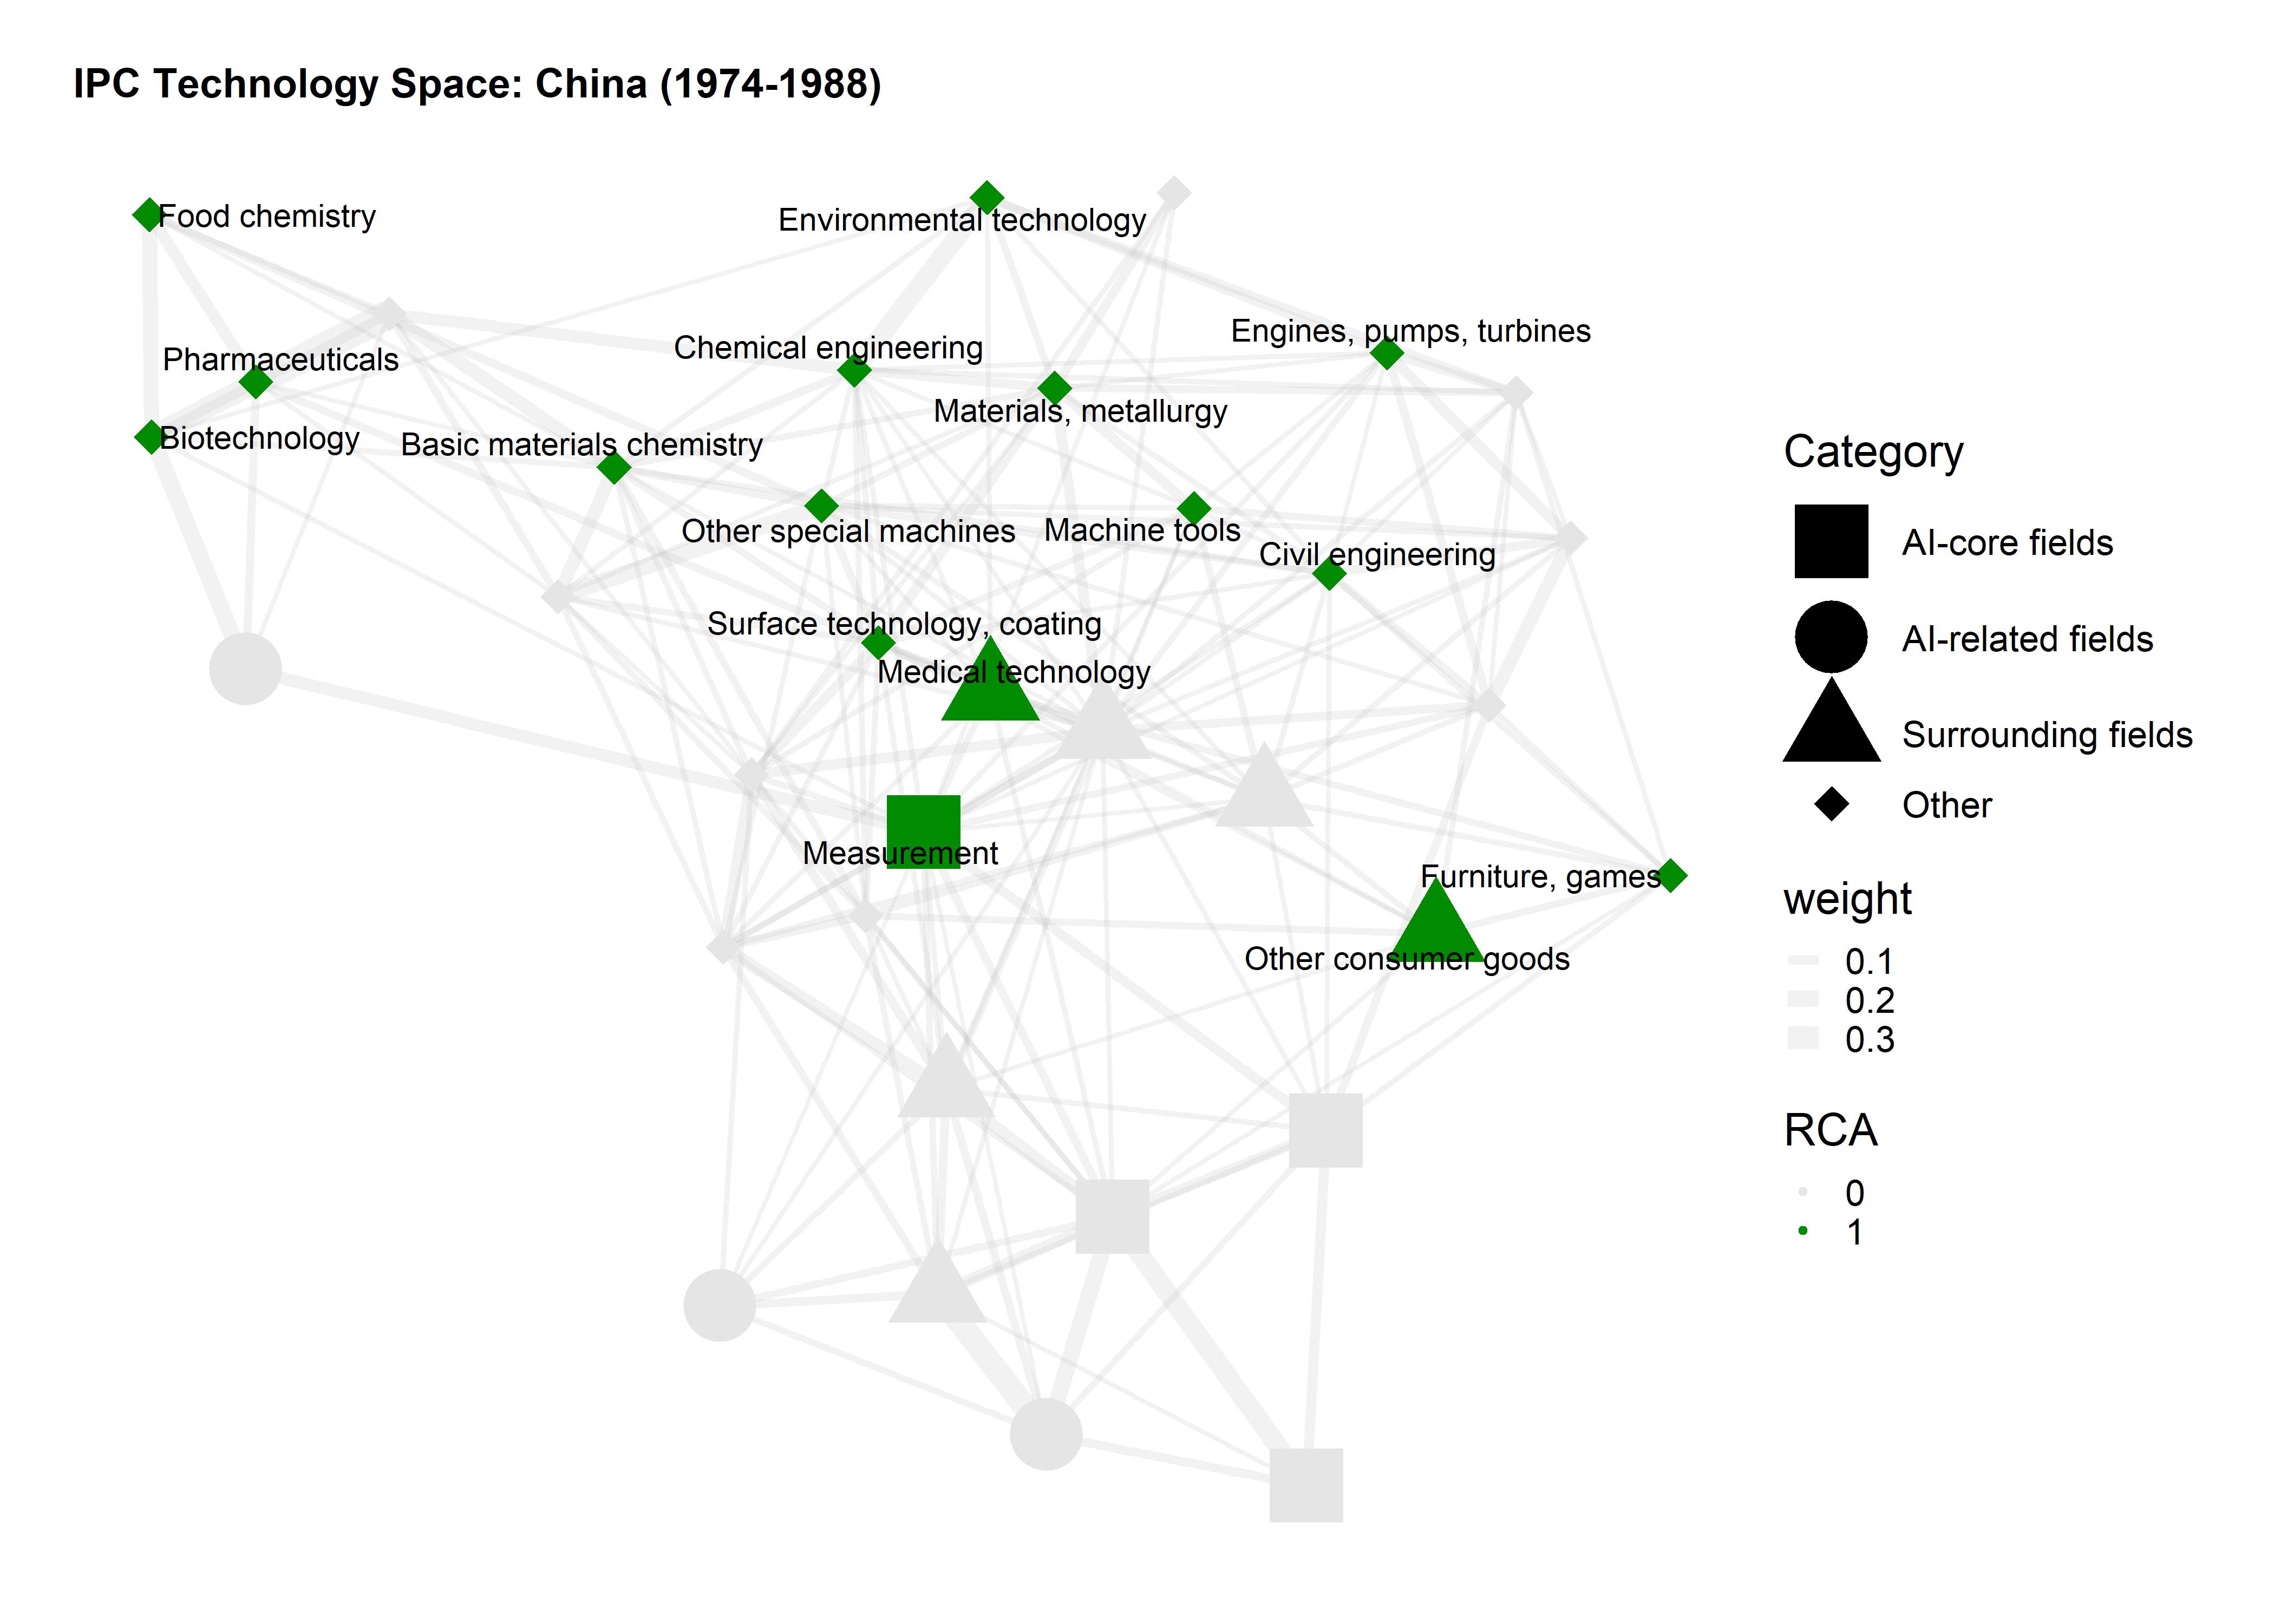 IPC Technology Space: China (1974-1988)
Food chemistry
Environmental technology
Engines, pumps, turbines
Chemical engineering
Pharmaceuticals
Materials, metallurgy
Biotechnology
Basic materials chemistry
Other special machines
Machine tools
Civil engineering
Surface technology, coating
Medical technology
Measurement
Furniture, games
Other consumer goods
Category
AI-core fields
AI-related fields
Surrounding fields
Other
weight
0.1
0.2
0.3
RCA
0
1